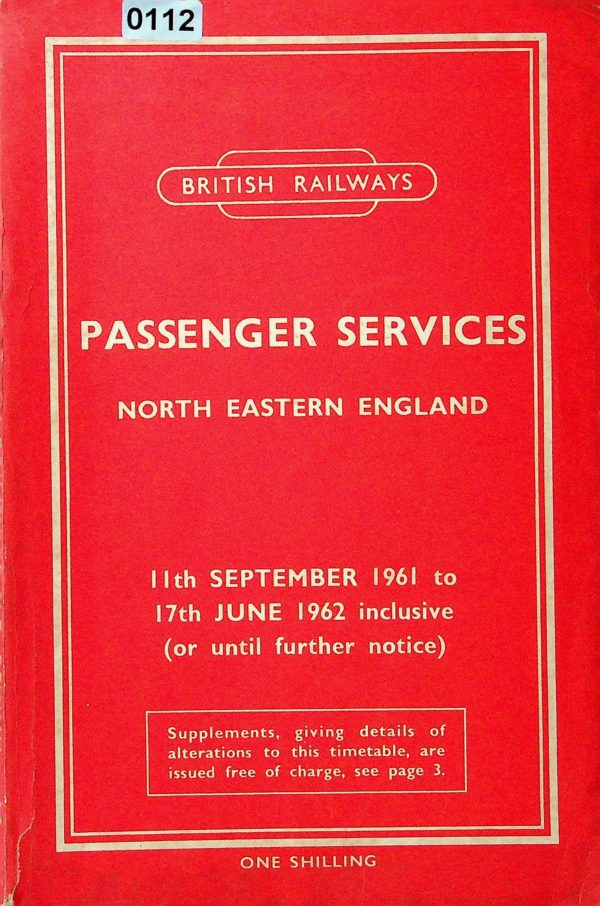 0112
BRITISH RAILWAYS
PASSENGER SERVICES
NORTH EASTERN ENGLAND
11th SEPTEMBER 1961 to
17th JUNE 1962 inclusive
(or until further notice)
Supplements, giving details of
alterations to this timetable, are
issued free of charge, see page 3.
ONE SHILLING